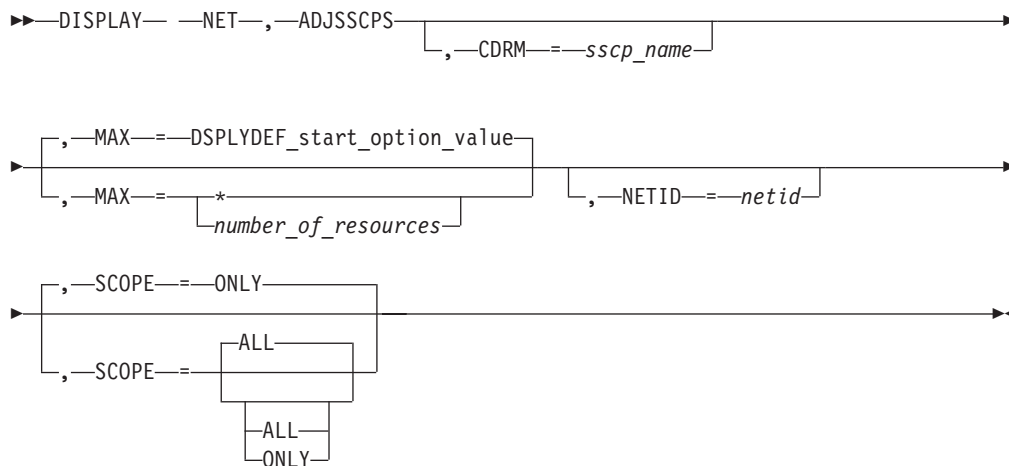 DISPLAY NET , ADJSSCPS
, CDRM = sscp_name
, MAX = DSPLYDEF_start_option_value
, MAX = *
number_of_resources
, NETID = netid
, SCOPE = ONLY
ALL
, SCOPE =
ALL
ONLY